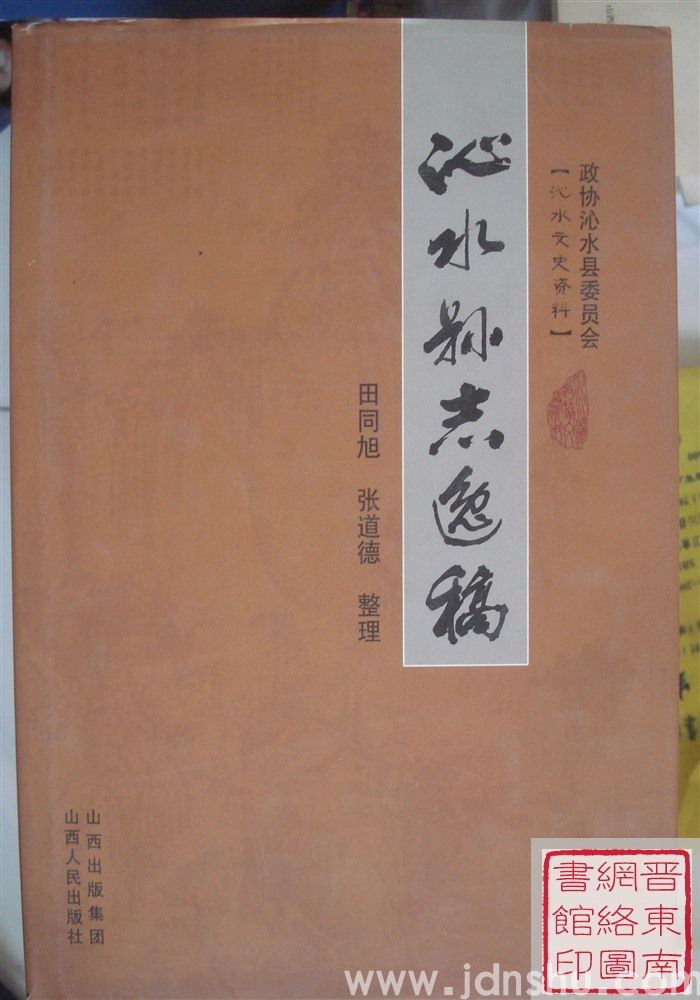 政协沁水县委员会
【沁水文史资料】
沁水县志逸稿
田同旭 张道德 整理
山西出版集团
山西人民出版社
晋東南
網絡圖
書館印
www.jdnshu.com